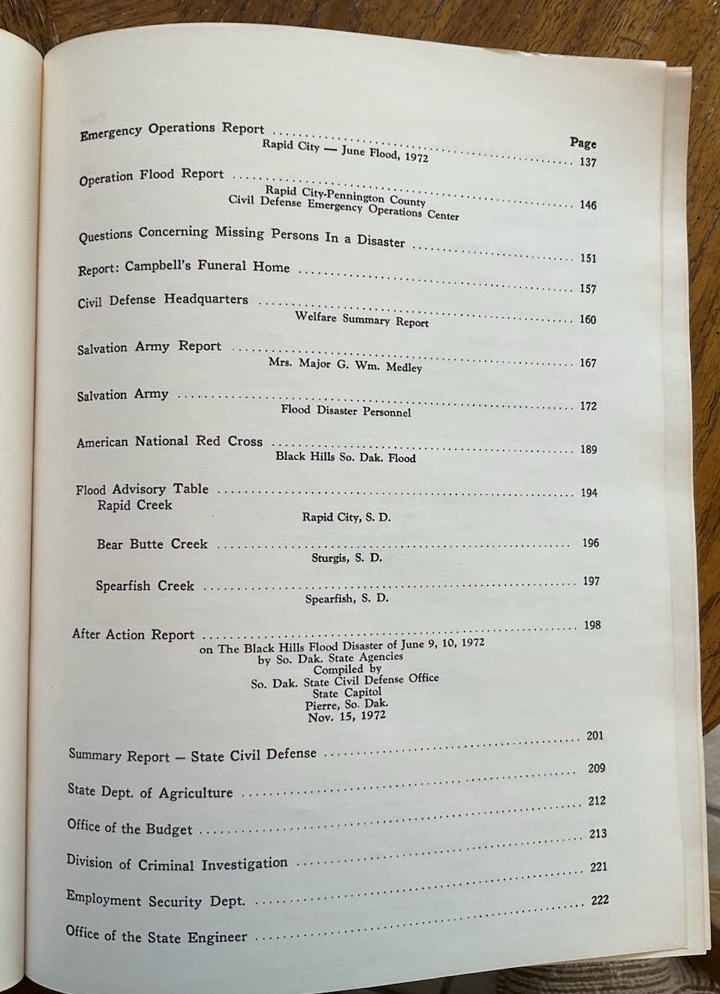 Page
Emergency Operations Report .......... 137
Rapid City — June Flood, 1972
Operation Flood Report .......... 146
Rapid City-Pennington County
Civil Defense Emergency Operations Center
Questions Concerning Missing Persons In a Disaster .......... 151
Report: Campbell's Funeral Home .......... 157
Civil Defense Headquarters .......... 160
Welfare Summary Report
Salvation Army Report .......... 167
Mrs. Major G. Wm. Medley
Salvation Army .......... 172
Flood Disaster Personnel
American National Red Cross .......... 189
Black Hills So. Dak. Flood
Flood Advisory Table .......... 194
Rapid Creek
Rapid City, S. D.
Bear Butte Creek .......... 196
Sturgis, S. D.
Spearfish Creek .......... 197
Spearfish, S. D.
After Action Report .......... 198
on The Black Hills Flood Disaster of June 9, 10, 1972
by So. Dak. State Agencies
Compiled by
So. Dak. State Civil Defense Office
State Capitol
Pierre, So. Dak.
Nov. 15, 1972
Summary Report — State Civil Defense .......... 201
State Dept. of Agriculture .......... 209
Office of the Budget .......... 212
Division of Criminal Investigation .......... 213
Employment Security Dept. .......... 221
Office of the State Engineer .......... 222